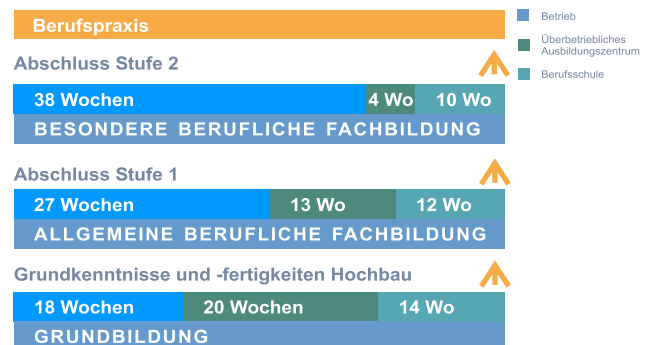 Berufspraxis
Betrieb
Überbetriebliches
Ausbildungszentrum
Berufsschule
Abschluss Stufe 2
38 Wochen 4 Wo 10 Wo
BESONDERE BERUFLICHE FACHBILDUNG
Abschluss Stufe 1
27 Wochen 13 Wo 12 Wo
ALLGEMEINE BERUFLICHE FACHBILDUNG
Grundkenntnisse und -fertigkeiten Hochbau
18 Wochen 20 Wochen 14 Wo
GRUNDBILDUNG